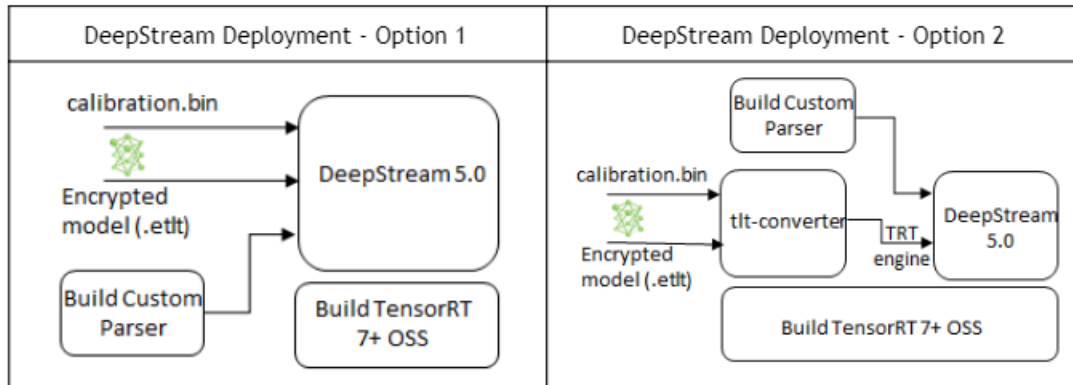 DeepStream Deployment - Option 1
calibration.bin
Encrypted
model (.etlt)
DeepStream 5.0
Build Custom
Parser
Build TensorRT
7+ OSS
DeepStream Deployment - Option 2
Build Custom
Parser
calibration.bin
Encrypted
model (.etlt)
tlt-converter
TRT
engine
DeepStream
5.0
Build TensorRT 7+ OSS